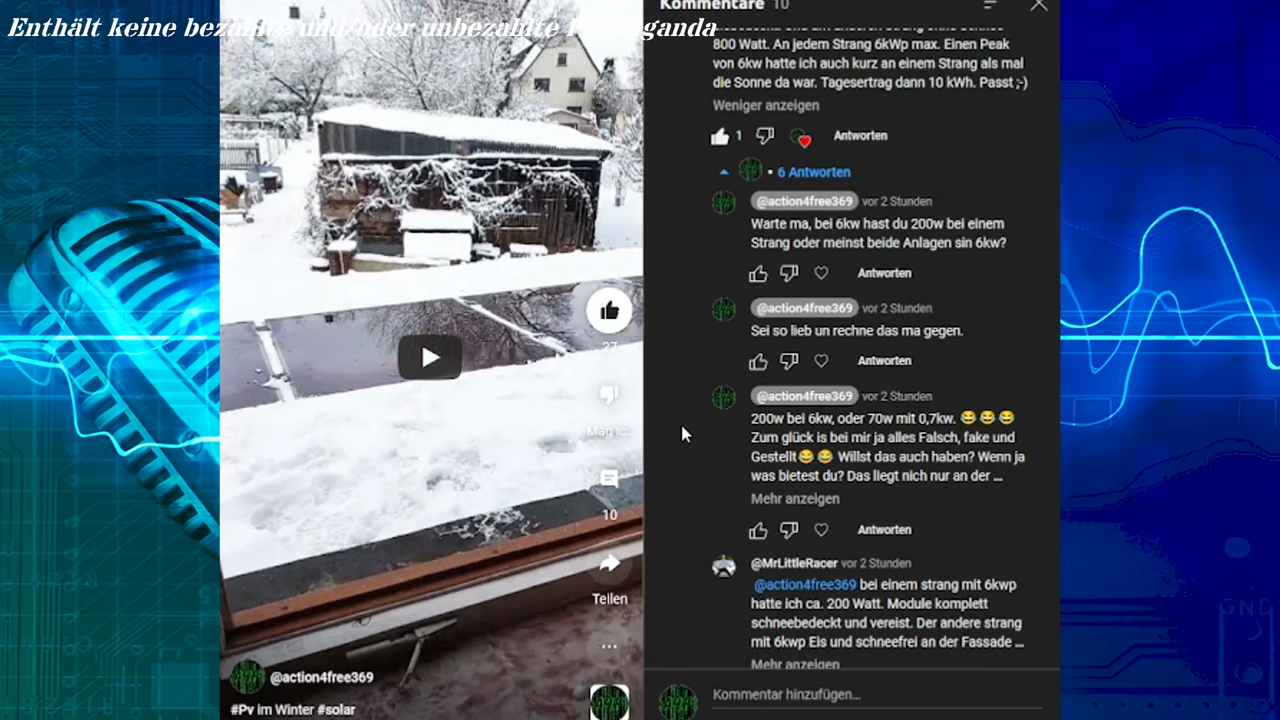 Enthält keine bezahlte und/oder unbezahlte Propaganda
Kommentare 10
800 Watt. An jedem Strang 6kWp max. Einen Peak
von 6kw hatte ich auch kurz an einem Strang als mal
die Sonne da war. Tagesertrag dann 10 kWh. Passt ;-)
Weniger anzeigen
1
Antworten
• 6 Antworten
@action4free369 vor 2 Stunden
Warte ma, bei 6kw hast du 200w bei einem
Strang oder meinst beide Anlagen sin 6kw?
Antworten
@action4free369 vor 2 Stunden
Sei so lieb un rechne das ma gegen.
Antworten
@action4free369 vor 2 Stunden
200w bei 6kw, oder 70w mit 0,7kw. 😂😂😂
Zum glück is bei mir ja alles Falsch, fake und
Gestellt😂😂 Willst das auch haben? Wenn ja
was bietest du? Das liegt nich nur an der ...
Mehr anzeigen
Antworten
@MrLittleRacer vor 2 Stunden
@action4free369 bei einem strang mit 6kwp
hatte ich ca. 200 Watt. Module komplett
schneebedeckt und vereist. Der andere strang
mit 6kwp Eis und schneefrei an der Fassade ...
Mehr anzeigen
Kommentar hinzufügen...
27
Mag ic...
10
Teilen
@action4free369
#Pv im Winter #solar
GND